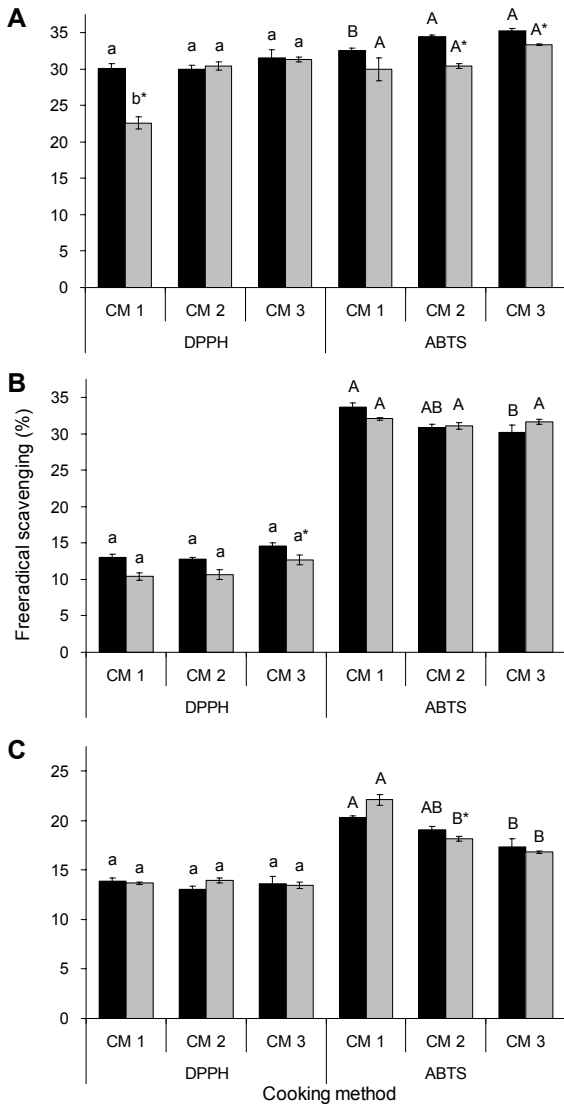 A
35
30
25
20
15
10
5
0
a b* a a a a B A A A* A A*
CM 1 CM 2 CM 3 CM 1 CM 2 CM 3
DPPH ABTS
B
Freeradical scavenging (%)
35
30
25
20
15
10
5
0
a a a a a a* A A AB A B A
CM 1 CM 2 CM 3 CM 1 CM 2 CM 3
DPPH ABTS
C
25
20
15
10
5
0
a a a a a a A A AB B* B B
CM 1 CM 2 CM 3 CM 1 CM 2 CM 3
DPPH ABTS
Cooking method